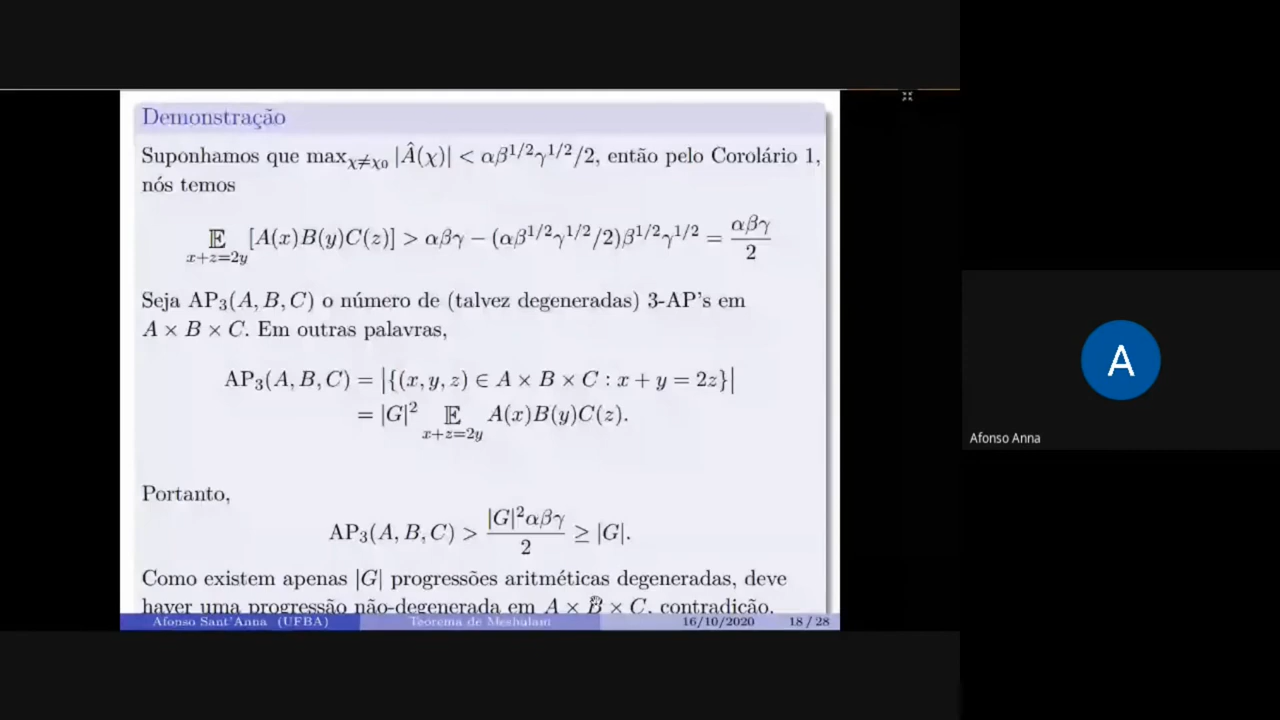 Demonstração
Suponhamos que max_{χ≠χ₀} |Â(χ)| < αβ^{1/2}γ^{1/2}/2, então pelo Corolário 1,
nós temos
𝔼_{x+z=2y} [A(x)B(y)C(z)] > αβγ − (αβ^{1/2}γ^{1/2}/2)β^{1/2}γ^{1/2} = αβγ/2
Seja AP₃(A, B, C) o número de (talvez degeneradas) 3-AP's em
A × B × C. Em outras palavras,
AP₃(A, B, C) = |{(x, y, z) ∈ A × B × C : x + y = 2z}|
= |G|² 𝔼_{x+z=2y} A(x)B(y)C(z).
Portanto,
AP₃(A, B, C) > |G|²αβγ/2 ≥ |G|.
Como existem apenas |G| progressões aritméticas degeneradas, deve
haver uma progressão não-degenerada em A × B × C, contradição.
Afonso Sant'Anna (UFBA) Teorema de Meshulam 16/10/2020 18 / 28
A
Afonso Anna